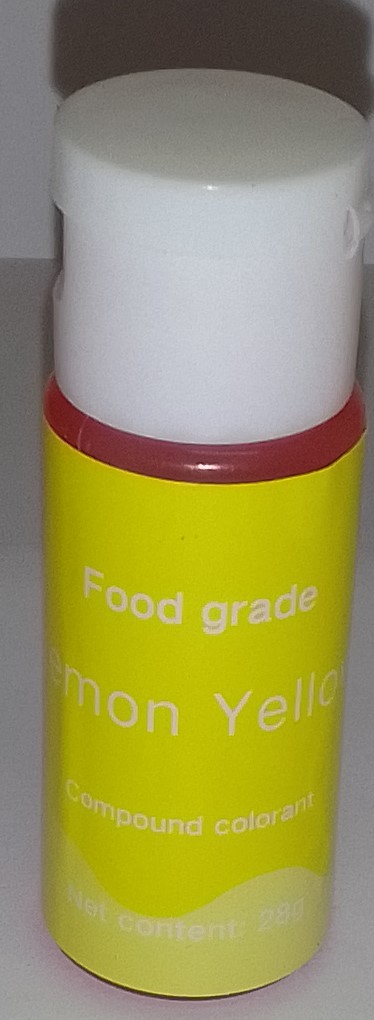 Food grade
emon Yello
Compound colorant
Net content: 28g